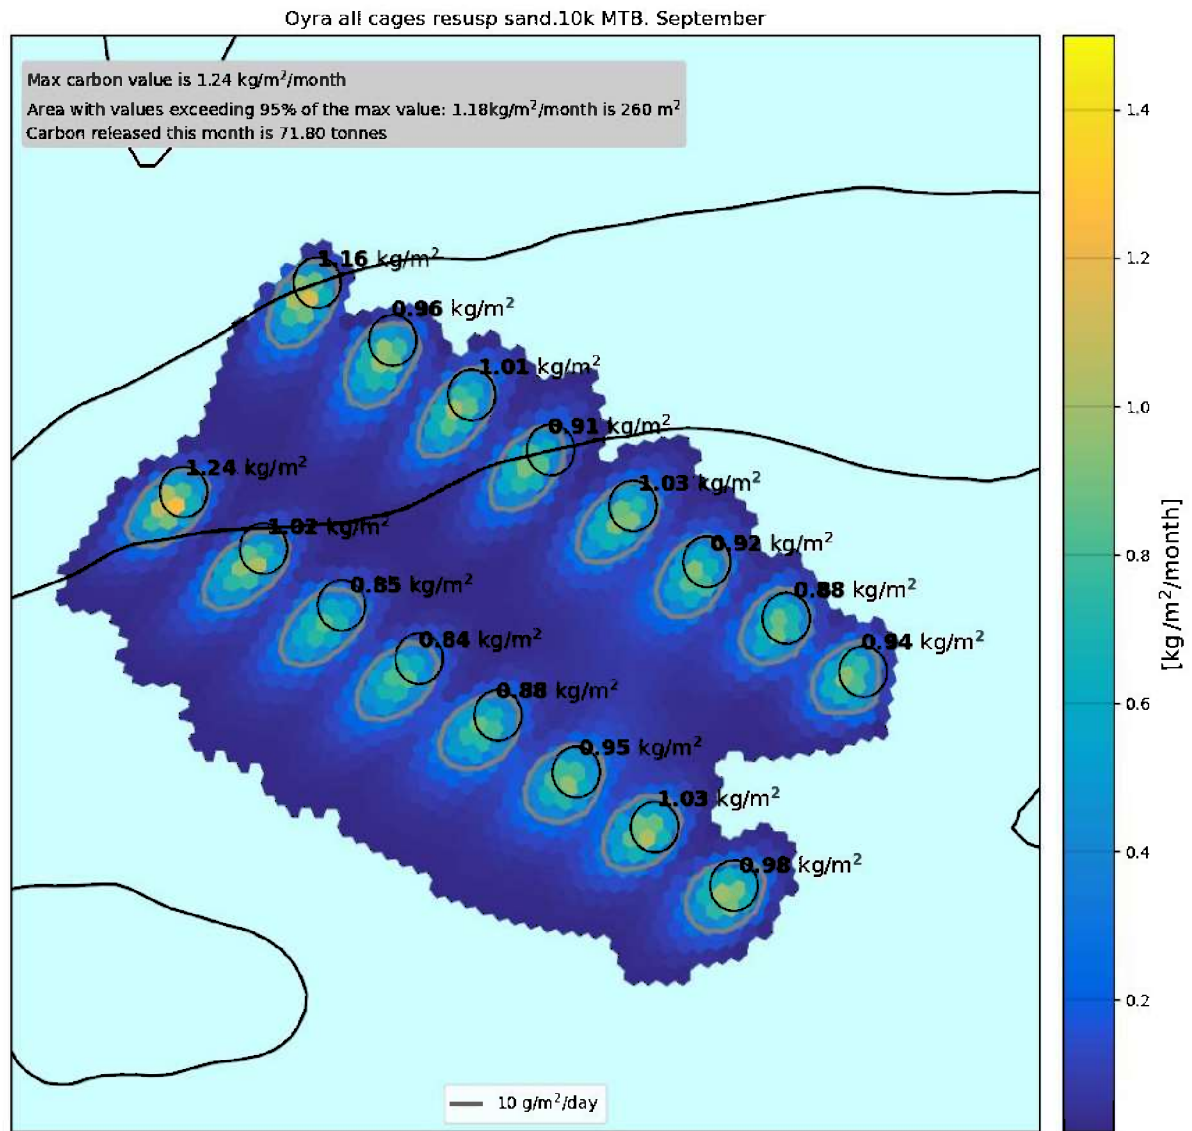 Oyra all cages resusp sand.10k MTB. September
Max carbon value is 1.24 kg/m²/month
Area with values exceeding 95% of the max value: 1.18kg/m²/month is 260 m²
Carbon released this month is 71.80 tonnes
1.16 kg/m²
0.96 kg/m²
1.01 kg/m²
0.91 kg/m²
1.24 kg/m²
1.03 kg/m²
1.02 kg/m²
0.92 kg/m²
0.85 kg/m²
0.88 kg/m²
0.84 kg/m²
0.94 kg/m²
0.88 kg/m²
0.95 kg/m²
1.03 kg/m²
0.98 kg/m²
10 g/m²/day
1.4
1.2
1.0
0.8
0.6
0.4
0.2
[kg/m²/month]